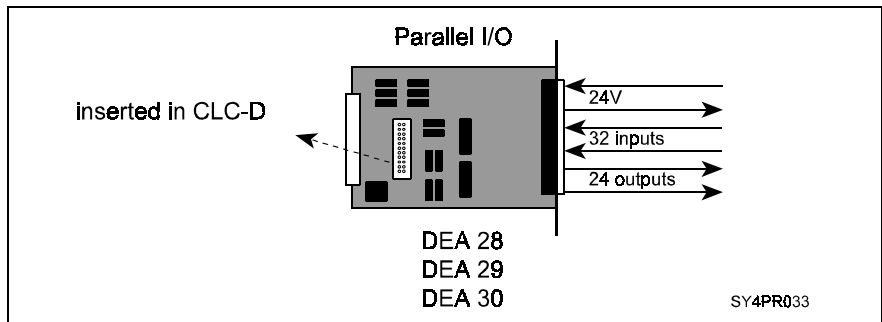 Parallel I/O
inserted in CLC-D
24V
32 inputs
24 outputs
DEA 28
DEA 29
DEA 30
SY4PR033